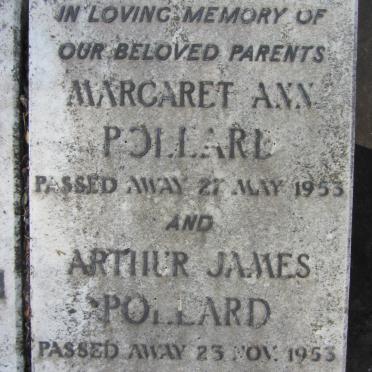 IN LOVING MEMORY OF
OUR BELOVED PARENTS
MARGARET ANN
POLLARD
PASSED AWAY 27 MAY 1953
AND
ARTHUR JAMES
POLLARD
PASSED AWAY 23 NOV. 1953